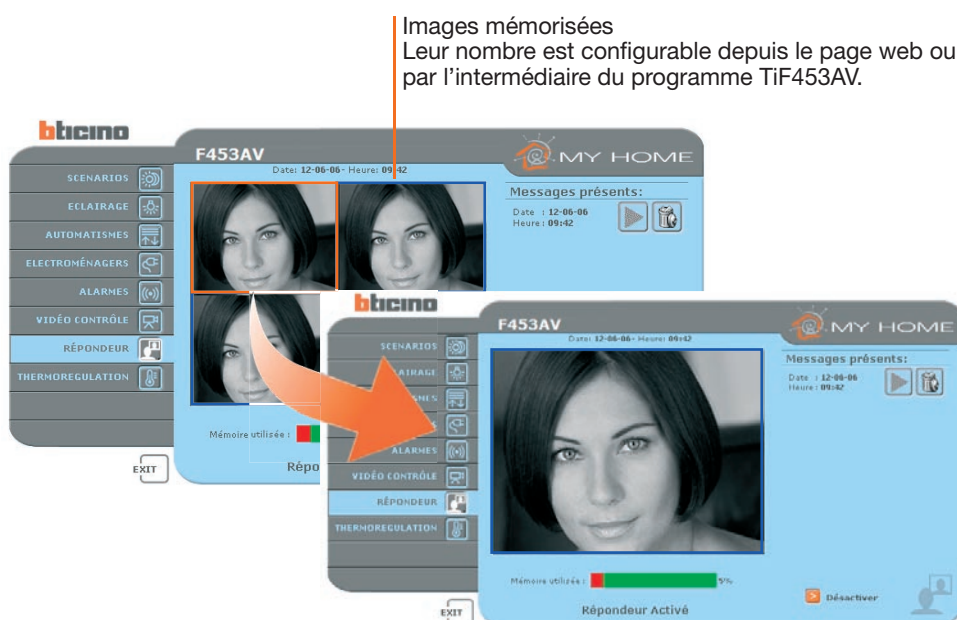 Images mémorisées
Leur nombre est configurable depuis le page web ou
par l'intermédiaire du programme TiF453AV.
bticino
F453AV
MY HOME
Date: 12-06-06- Heure: 09:42
SCENARIOS
ECLAIRAGE
AUTOMATISMES
ELECTROMÉNAGERS
ALARMES
VIDÉO CONTRÔLE
RÉPONDEUR
THERMOREGULATION
EXIT
Messages présents:
Date : 12-06-06
Heure : 09:42
Mémoire utilisée :
Répo
bticino
F453AV
MY HOME
Date: 12-06-06- Heure: 09:42
SCENARIOS
AIRAGE
SMES
S
ALARMES
VIDÉO CONTRÔLE
RÉPONDEUR
THERMOREGULATION
EXIT
Messages présents:
Date : 12-06-06
Heure : 09:42
Mémoire utilisée :
5%
Répondeur Activé
Désactiver